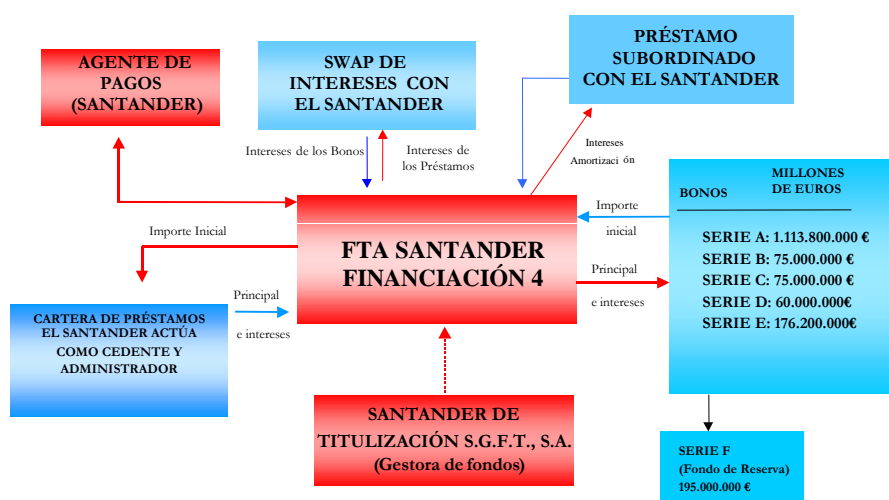 AGENTE DE
PAGOS
(SANTANDER)
SWAP DE
INTERESES CON
EL SANTANDER
PRÉSTAMO
SUBORDINADO
CON EL SANTANDER
Intereses de los Bonos
Intereses de
los Préstamos
Intereses
Amortizaci ón
Importe Inicial
FTA SANTANDER
FINANCIACIÓN 4
Importe
inicial
Principal
e intereses
BONOS
MILLONES
DE EUROS
SERIE A: 1.113.800.000 €
SERIE B: 75.000.000 €
SERIE C: 75.000.000 €
SERIE D: 60.000.000€
SERIE E: 176.200.000€
CARTERA DE PRÉSTAMOS
EL SANTANDER ACTÚA
COMO CEDENTE Y
ADMINISTRADOR
Principal
e intereses
SANTANDER DE
TITULIZACIÓN S.G.F.T., S.A.
(Gestora de fondos)
SERIE F
(Fondo de Reserva)
195.000.000 €